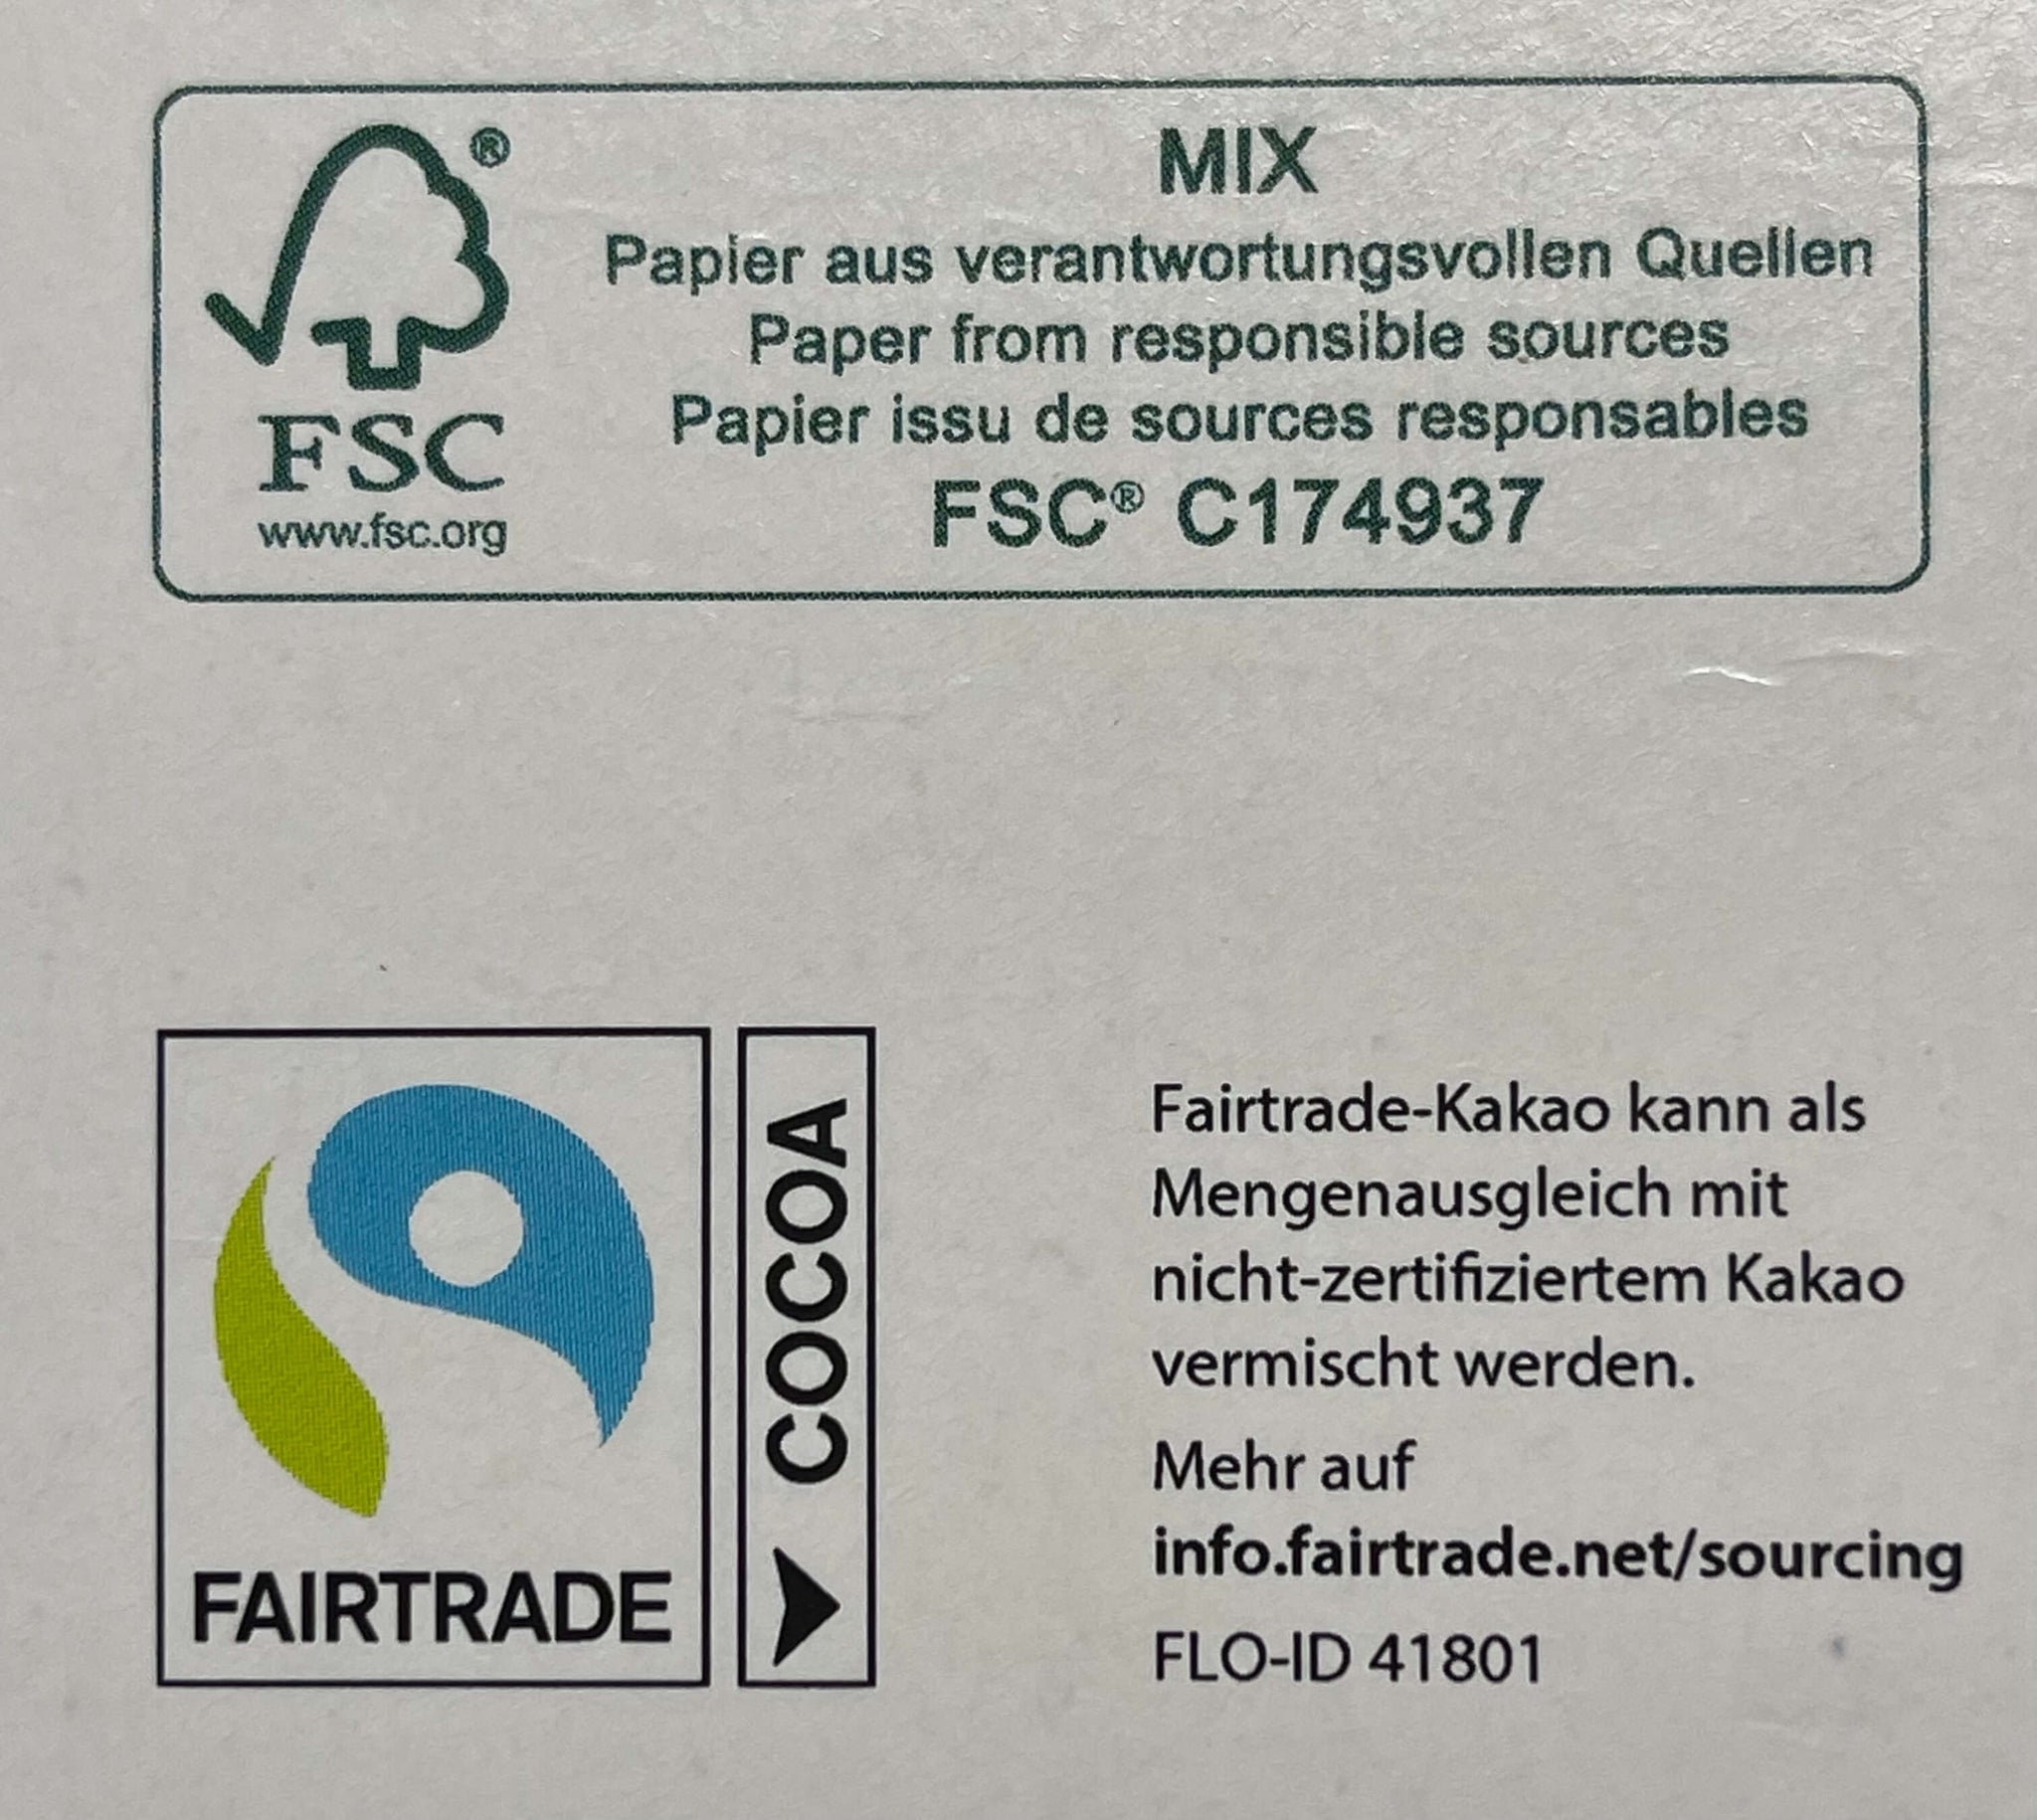 MIX
Papier aus verantwortungsvollen Quellen
Paper from responsible sources
Papier issu de sources responsables
FSC® C174937
®
FSC
www.fsc.org
FAIRTRADE
COCOA
Fairtrade-Kakao kann als
Mengenausgleich mit
nicht-zertifiziertem Kakao
vermischt werden.
Mehr auf
info.fairtrade.net/sourcing
FLO-ID 41801